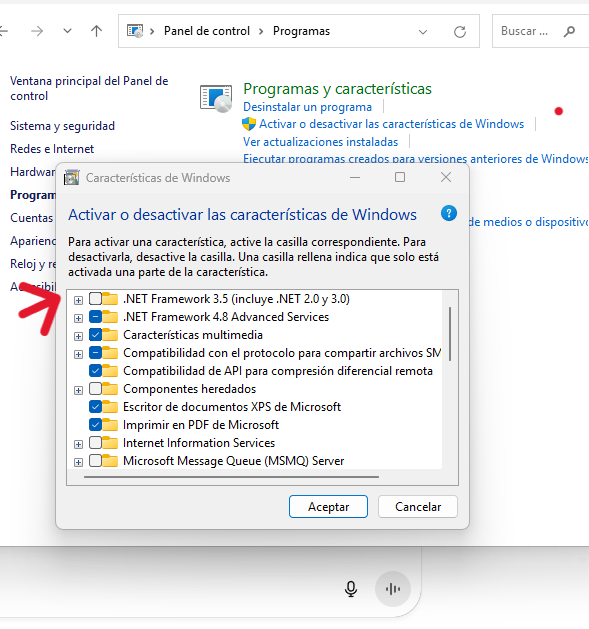 Panel de control > Programas
Buscar ...
Ventana principal del Panel de
control
Sistema y seguridad
Redes e Internet
Hardwar
Program
Cuentas
Aparienc
Reloj y re
Programas y características
Desinstalar un programa
Activar o desactivar las características de Windows
Ver actualizaciones instaladas
Ejecutar programas creados para versiones anteriores de Windows
de medios o dispositivo
Características de Windows
Activar o desactivar las características de Windows
?
Para activar una característica, active la casilla correspondiente. Para
desactivarla, desactive la casilla. Una casilla rellena indica que solo está
activada una parte de la característica.
.NET Framework 3.5 (incluye .NET 2.0 y 3.0)
.NET Framework 4.8 Advanced Services
Características multimedia
Compatibilidad con el protocolo para compartir archivos SM
Compatibilidad de API para compresión diferencial remota
Componentes heredados
Escritor de documentos XPS de Microsoft
Imprimir en PDF de Microsoft
Internet Information Services
Microsoft Message Queue (MSMQ) Server
Aceptar
Cancelar